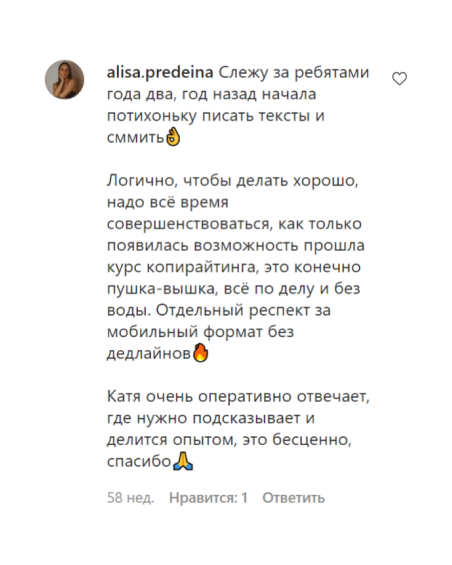 alisa.predeina Слежу за ребятами
года два, год назад начала
потихоньку писать тексты и
сммить👌
Логично, чтобы делать хорошо,
надо всё время
совершенствоваться, как только
появилась возможность прошла
курс копирайтинга, это конечно
пушка-вышка, всё по делу и без
воды. Отдельный респект за
мобильный формат без
дедлайнов🔥
Катя очень оперативно отвечает,
где нужно подсказывает и
делится опытом, это бесценно,
спасибо🙏
58 нед. Нравится: 1 Ответить